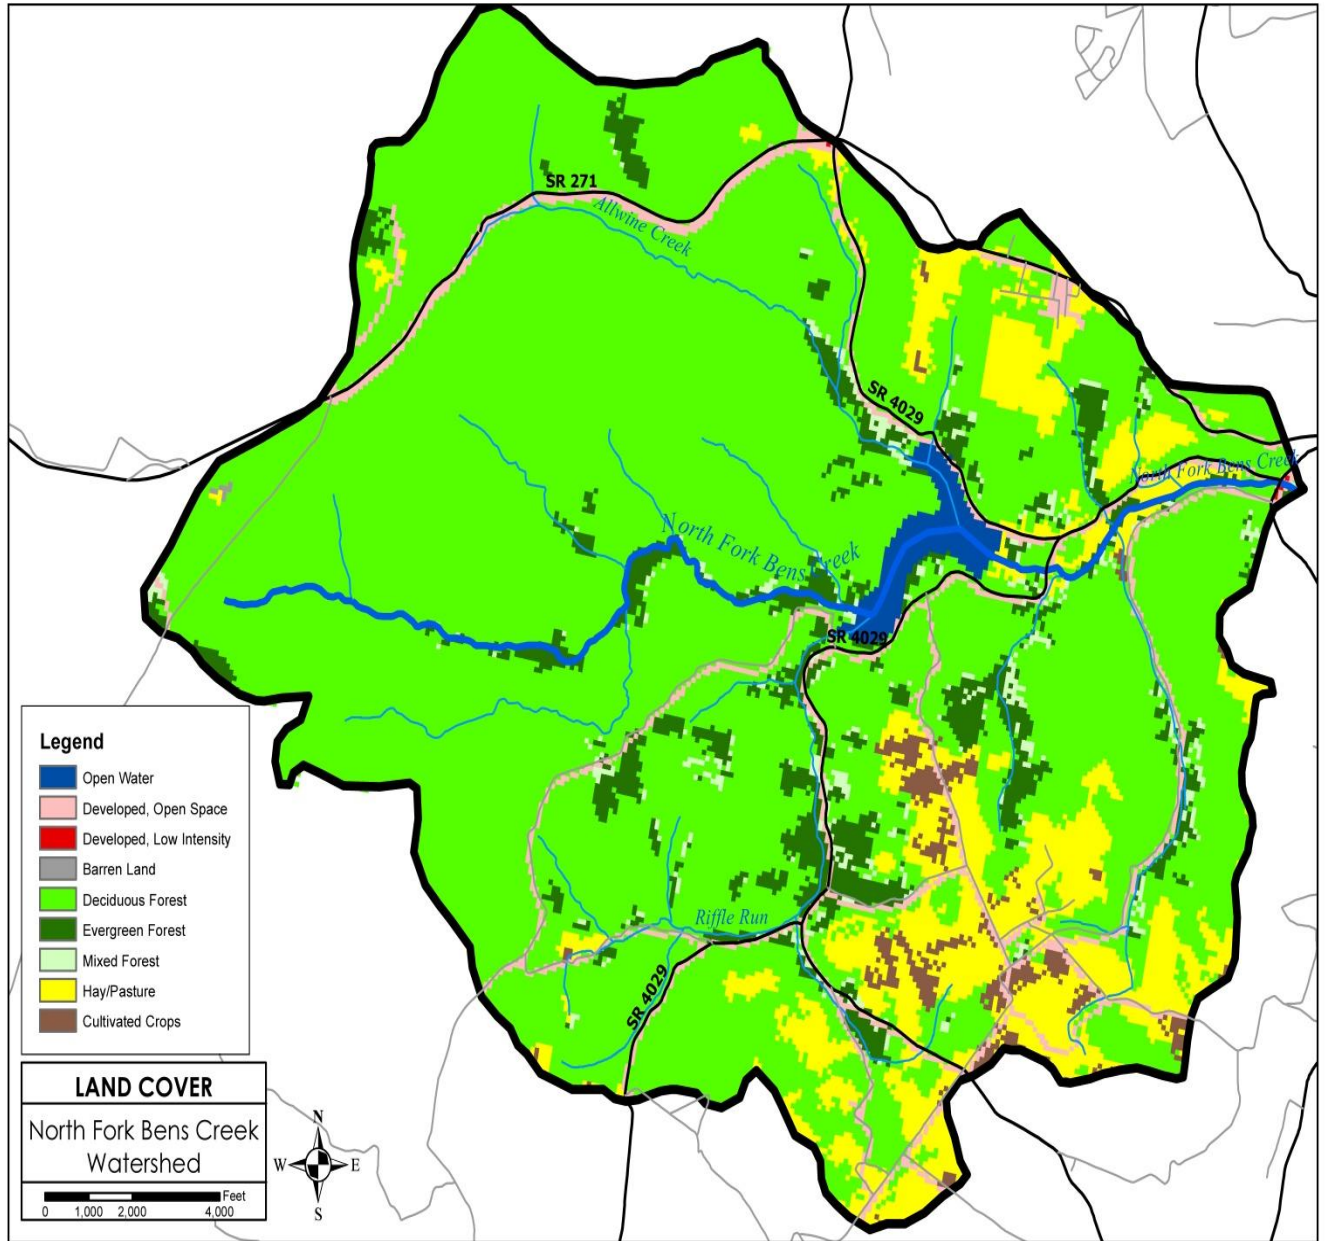 SR 271
Allwine Creek
SR 4029
North Fork Bens Creek
North Fork Bens Creek
SR 4029
Riffle Run
SR 4029
Legend
Open Water
Developed, Open Space
Developed, Low Intensity
Barren Land
Deciduous Forest
Evergreen Forest
Mixed Forest
Hay/Pasture
Cultivated Crops
LAND COVER
North Fork Bens Creek
Watershed
Feet
0 1,000 2,000 4,000
N
W E
S